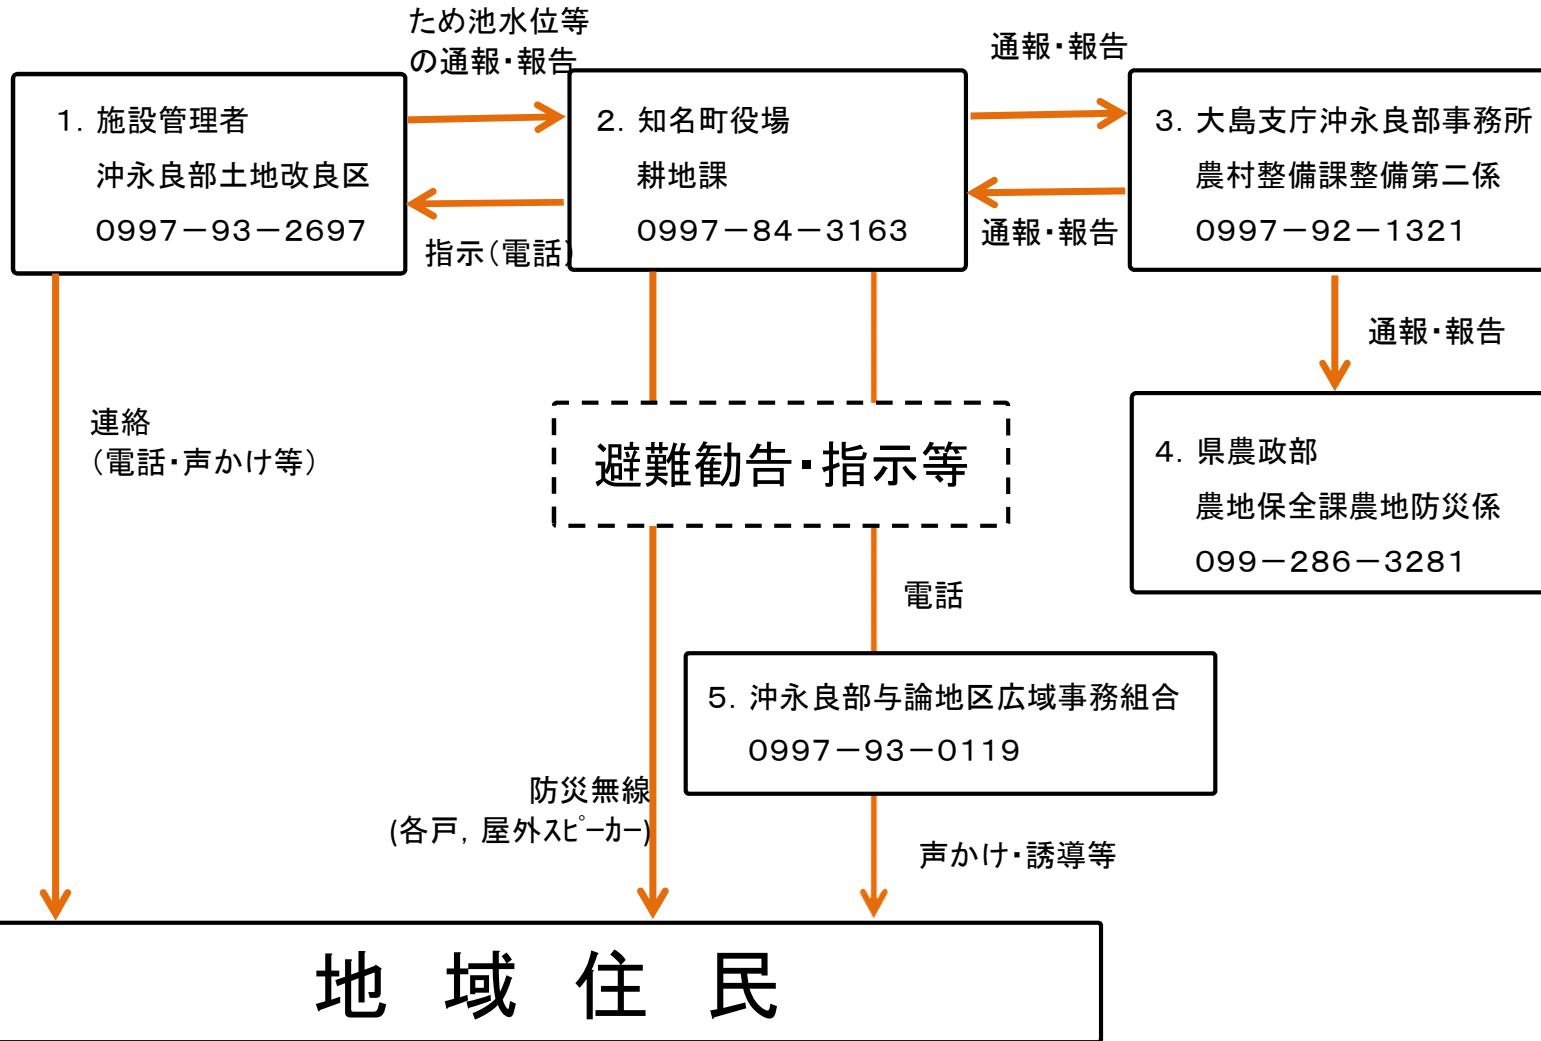 ため池水位等
の通報・報告
通報・報告
1．施設管理者
沖永良部土地改良区
0997－93－2697
2．知名町役場
耕地課
0997－84－3163
3．大島支庁沖永良部事務所
農村整備課整備第二係
0997－92－1321
指示（電話）
通報・報告
通報・報告
連絡
（電話・声かけ等）
避難勧告・指示等
4．県農政部
農地保全課農地防災係
099－286－3281
電話
5．沖永良部与論地区広域事務組合
0997－93－0119
防災無線
(各戸，屋外ｽﾋﾟｰｶｰ)
声かけ・誘導等
地域住民